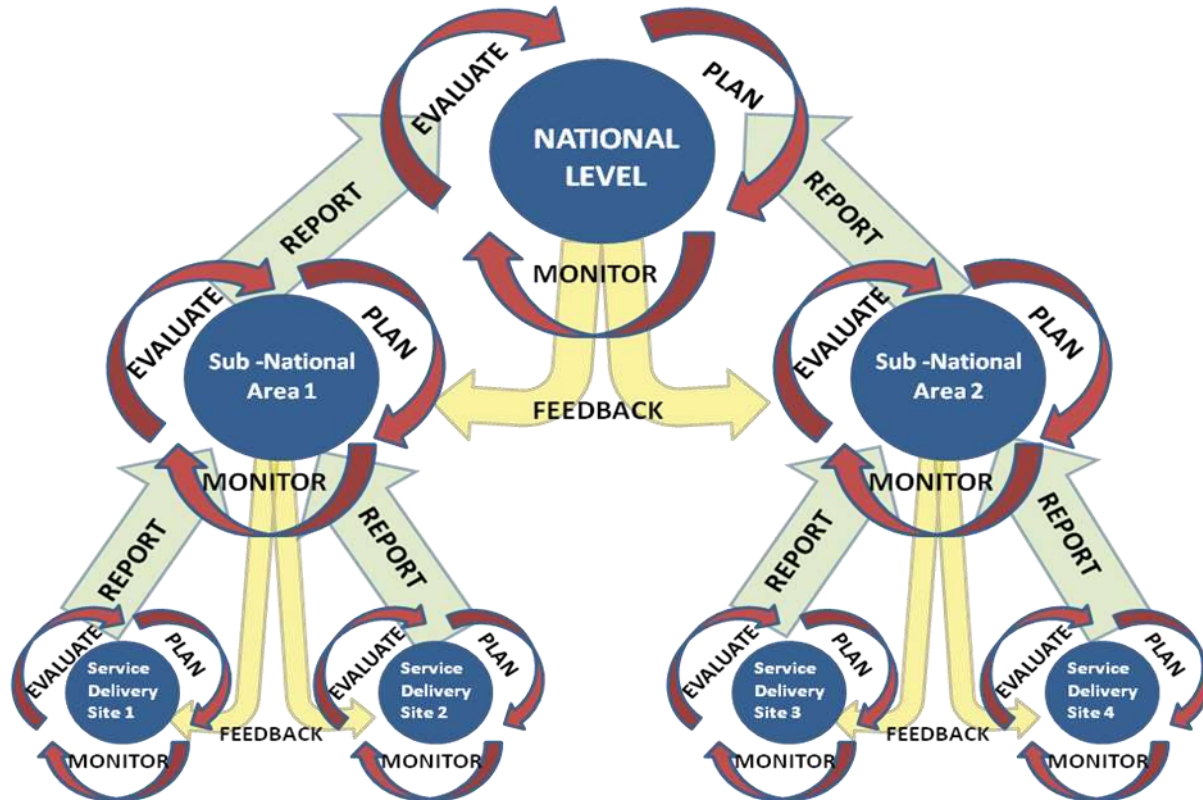 EVALUATE
PLAN
NATIONAL
LEVEL
REPORT
REPORT
MONITOR
EVALUATE
PLAN
Sub -National
Area 1
MONITOR
FEEDBACK
EVALUATE
PLAN
Sub -National
Area 2
MONITOR
REPORT
REPORT
REPORT
REPORT
EVALUATE
PLAN
Service
Delivery
Site 1
MONITOR
FEEDBACK
EVALUATE
PLAN
Service
Delivery
Site 2
MONITOR
EVALUATE
PLAN
Service
Delivery
Site 3
MONITOR
FEEDBACK
EVALUATE
PLAN
Service
Delivery
Site 4
MONITOR